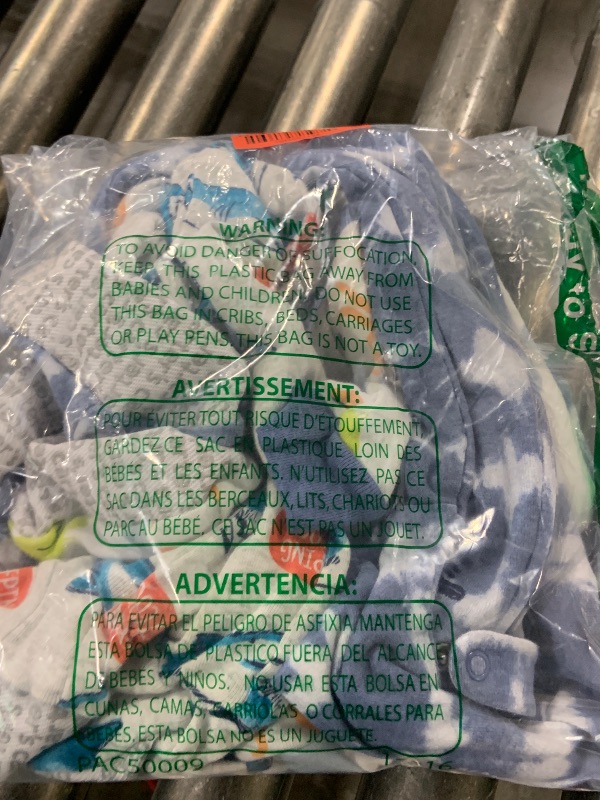 WARNING:
TO AVOID DANGER OF SUFFOCATION,
KEEP THIS PLASTIC BAG AWAY FROM
BABIES AND CHILDREN. DO NOT USE
THIS BAG IN CRIBS, BEDS, CARRIAGES
OR PLAY PENS. THIS BAG IS NOT A TOY.
AVERTISSEMENT:
POUR EVITER TOUT RISQUE D'ETOUFFEMENT,
GARDEZ CE SAC EN PLASTIQUE LOIN DES
BÉBES ET LES ENFANTS. N'UTILISEZ PAS CE
SAC DANS LES BERCEAUX, LITS, CHARIOTS OU
PARC AU BÉBÉ. CE SAC N'EST PAS UN JOUET.
ADVERTENCIA:
PARA EVITAR EL PELIGRO DE ASFIXIA, MANTENGA
ESTA BOLSA DE PLASTICO FUERA DEL ALCANCE
DE BEBES Y NIÑOS. NO USAR ESTA BOLSA EN
CUNAS, CAMAS, CARRIOLAS O CORRALES PARA
BEBES. ESTA BOLSA NO ES UN JUGUETE.
PAC50009
PING